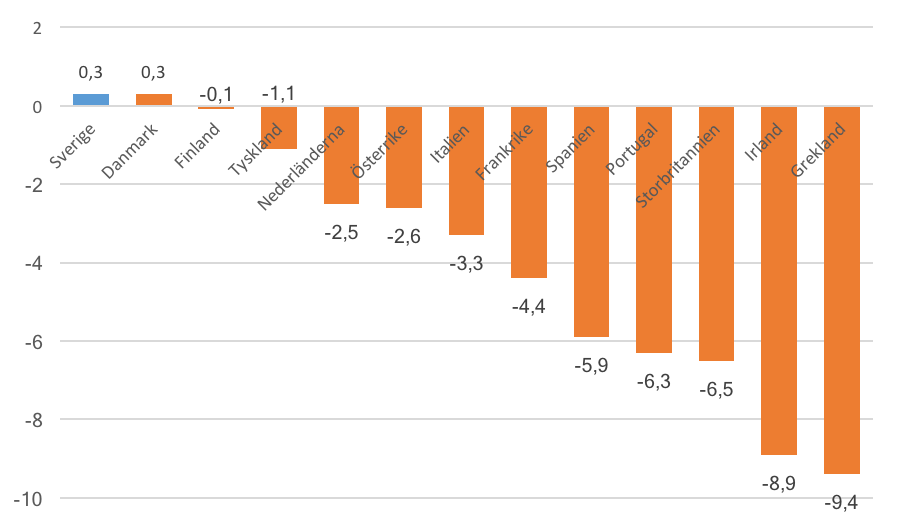 2
0,3
0,3
-0,1
-1,1
0
Sverige
Danmark
Finland
Tyskland
Nederländerna
Österrike
Italien
Frankrike
Spanien
Portugal
Storbritannien
Irland
Grekland
-2
-2,5
-2,6
-3,3
-4
-4,4
-6
-5,9
-6,3
-6,5
-8
-8,9
-10
-9,4